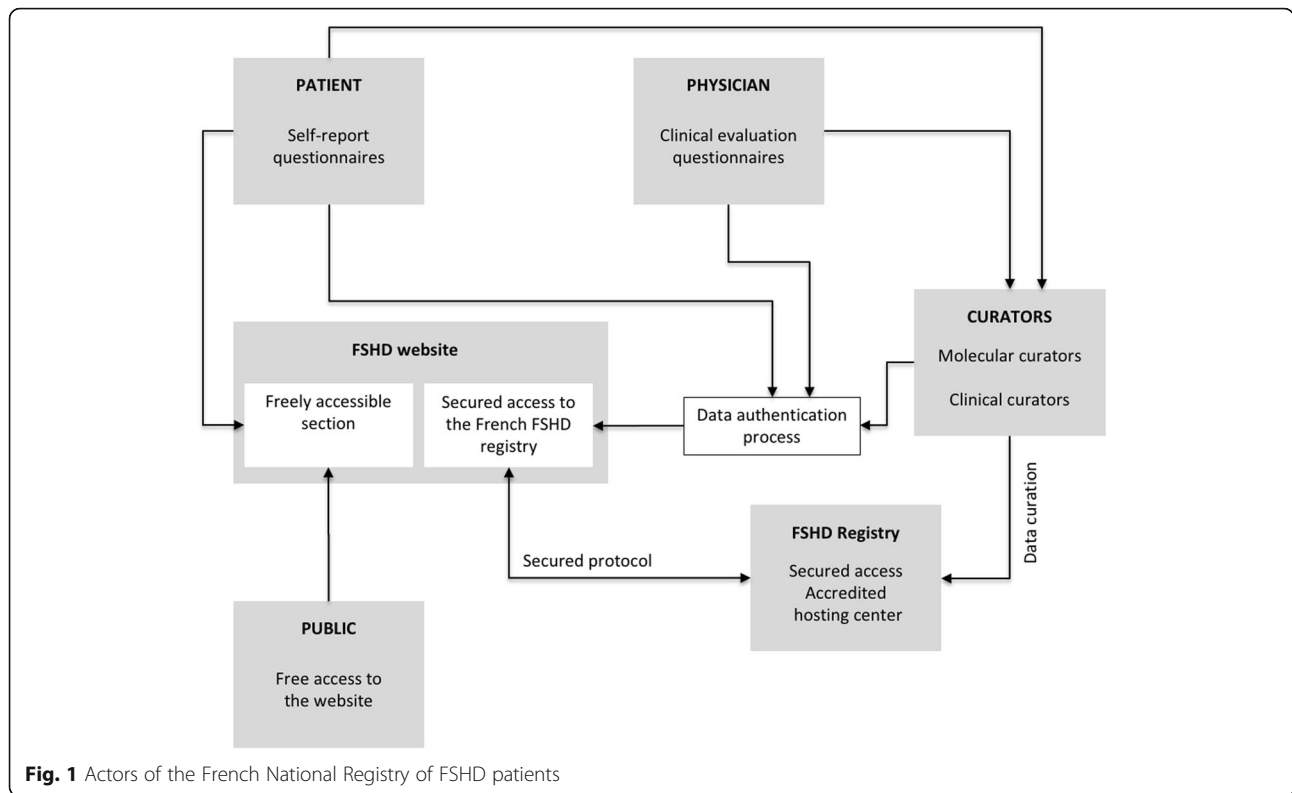 PATIENT
Self-report
questionnaires
PHYSICIAN
Clinical evaluation
questionnaires
CURATORS
Molecular curators
Clinical curators
FSHD website
Freely accessible
section
Secured access to
the French FSHD
registry
Data authentication
process
Data curation
FSHD Registry
Secured access
Accredited
hosting center
Secured protocol
PUBLIC
Free access to
the website
Fig. 1 Actors of the French National Registry of FSHD patients